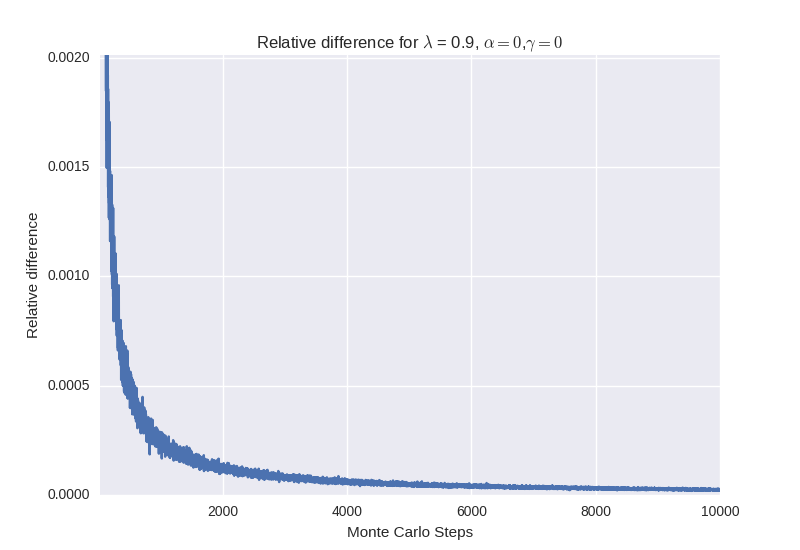 Relative difference for λ = 0.9, α = 0,γ = 0
0.0020
0.0015
0.0010
0.0005
0.0000
Relative difference
2000 4000 6000 8000 10000
Monte Carlo Steps